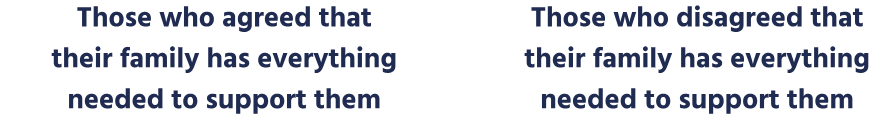 Those who agreed that
their family has everything
needed to support them
Those who disagreed that
their family has everything
needed to support them